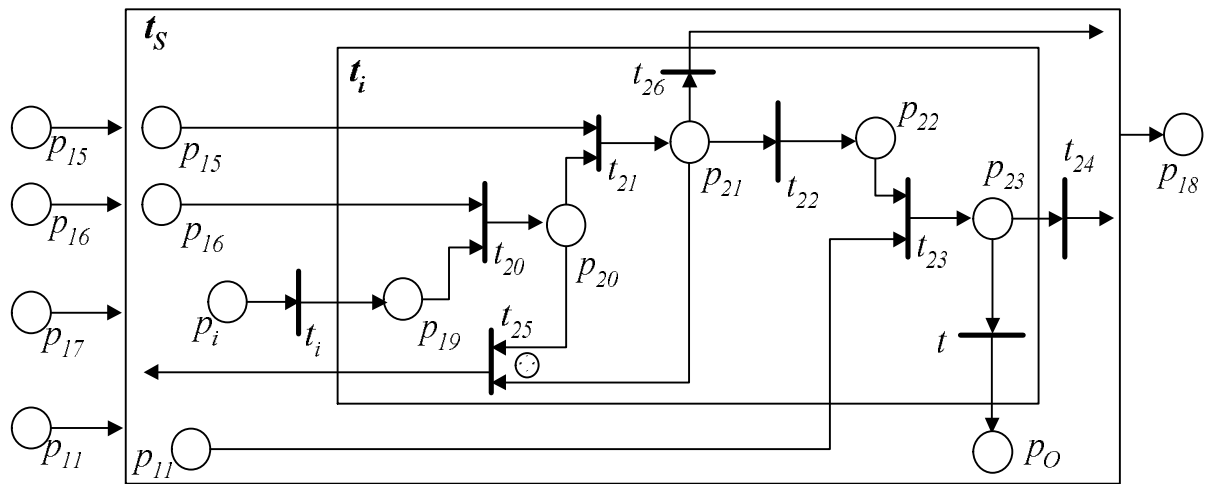 t_S
t_i
t_26
p_15
p_15
t_21
p_21
t_22
p_22
p_23
t_24
p_18
p_16
p_16
t_20
p_20
t_23
p_i
t_i
p_19
t_25
p_17
t
p_11
p_11
p_O